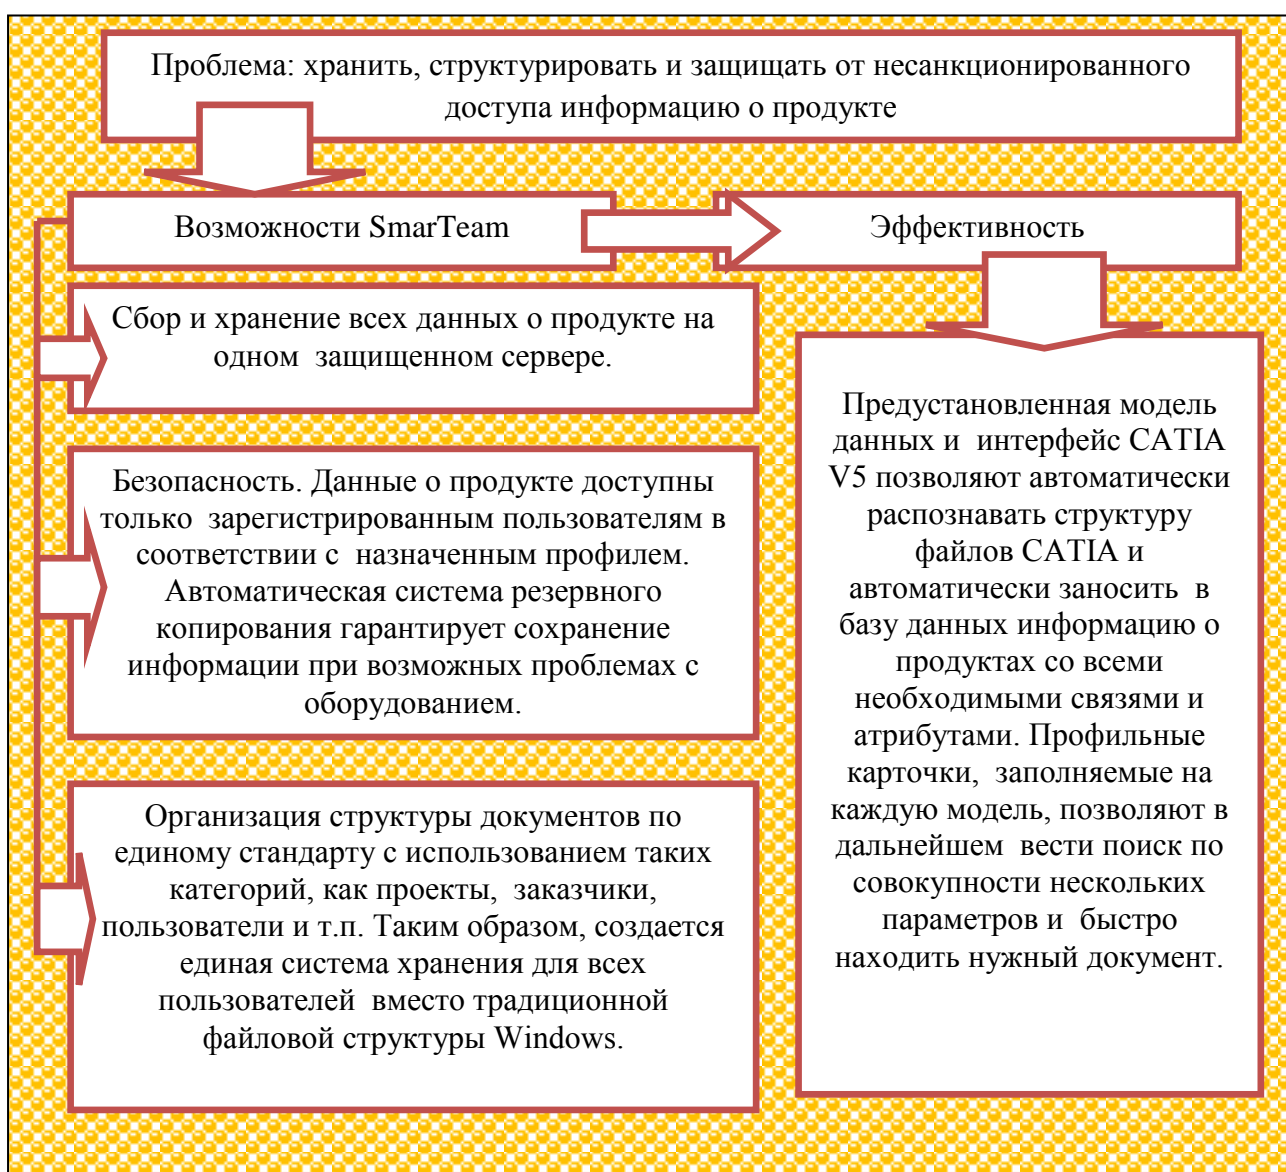 Проблема: хранить, структурировать и защищать от несанкционированного
доступа информацию о продукте
Возможности SmarTeam
Эффективность
Сбор и хранение всех данных о продукте на
одном защищенном сервере.
Безопасность. Данные о продукте доступны
только зарегистрированным пользователям в
соответствии с назначенным профилем.
Автоматическая система резервного
копирования гарантирует сохранение
информации при возможных проблемах с
оборудованием.
Организация структуры документов по
единому стандарту с использованием таких
категорий, как проекты, заказчики,
пользователи и т.п. Таким образом, создается
единая система хранения для всех
пользователей вместо традиционной
файловой структуры Windows.
Предустановленная модель
данных и интерфейс CATIA
V5 позволяют автоматически
распознавать структуру
файлов CATIA и
автоматически заносить в
базу данных информацию о
продуктах со всеми
необходимыми связями и
атрибутами. Профильные
карточки, заполняемые на
каждую модель, позволяют в
дальнейшем вести поиск по
совокупности нескольких
параметров и быстро
находить нужный документ.